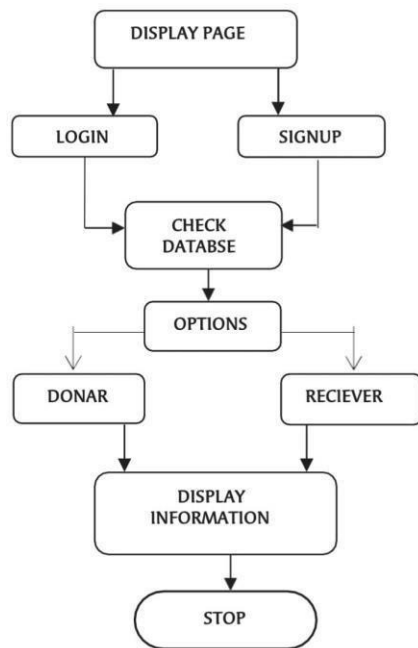 DISPLAY PAGE
LOGIN
SIGNUP
CHECK
DATABSE
OPTIONS
DONAR
RECIEVER
DISPLAY
INFORMATION
STOP